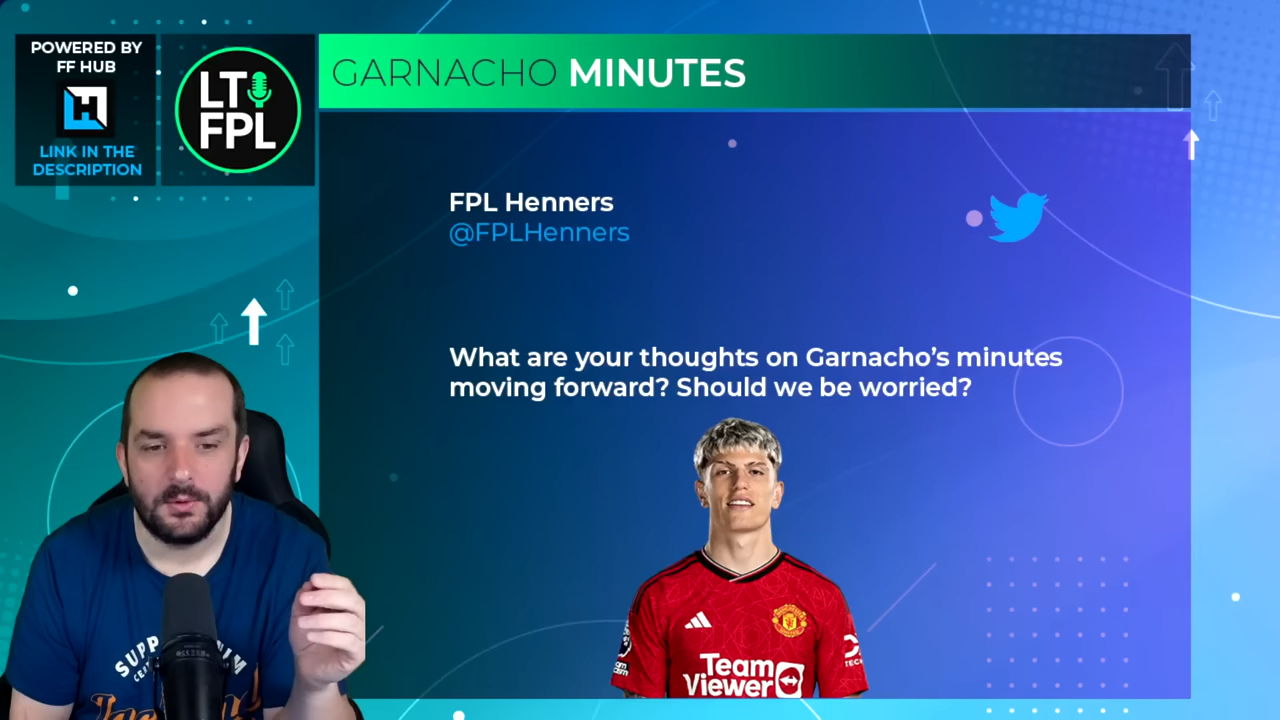 POWERED BY
FF HUB
LINK IN THE
DESCRIPTION
LT
FPL
GARNACHO MINUTES
FPL Henners
@FPLHenners
What are your thoughts on Garnacho’s minutes
moving forward? Should we be worried?
Team
Viewer